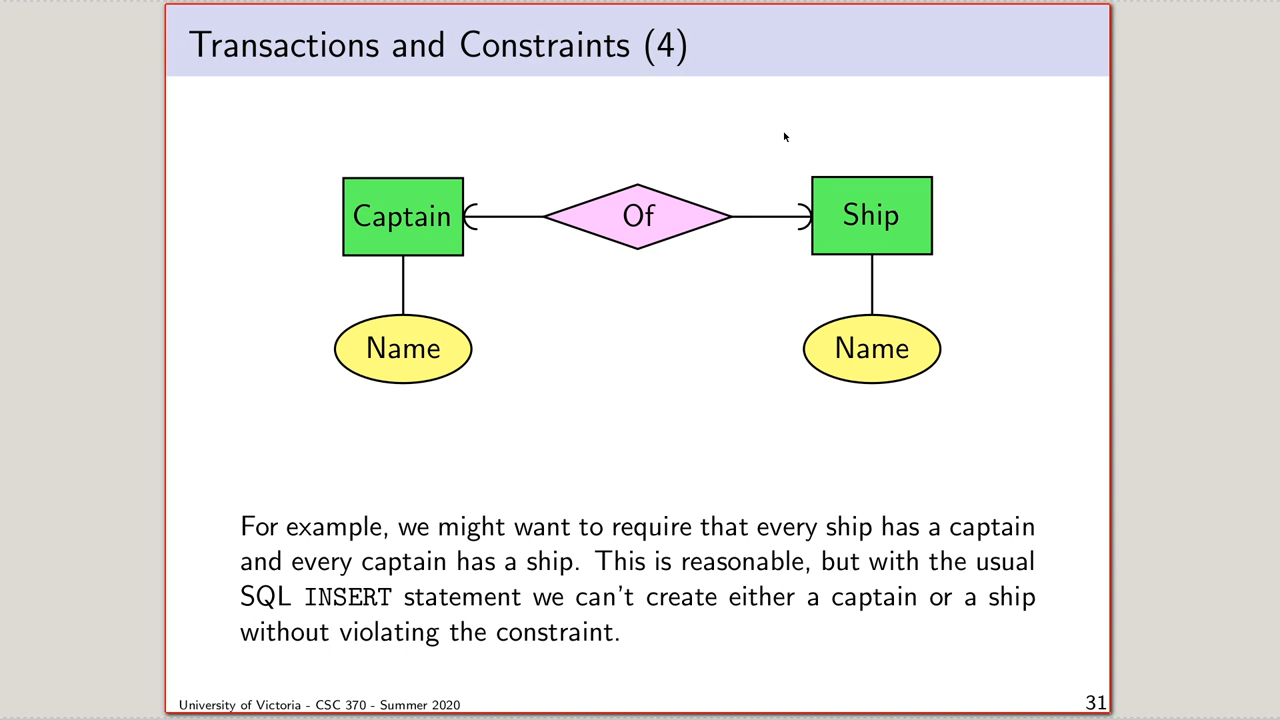 Transactions and Constraints (4)
Captain
Of
Ship
Name
Name
For example, we might want to require that every ship has a captain
and every captain has a ship. This is reasonable, but with the usual
SQL INSERT statement we can't create either a captain or a ship
without violating the constraint.
University of Victoria - CSC 370 - Summer 2020
31